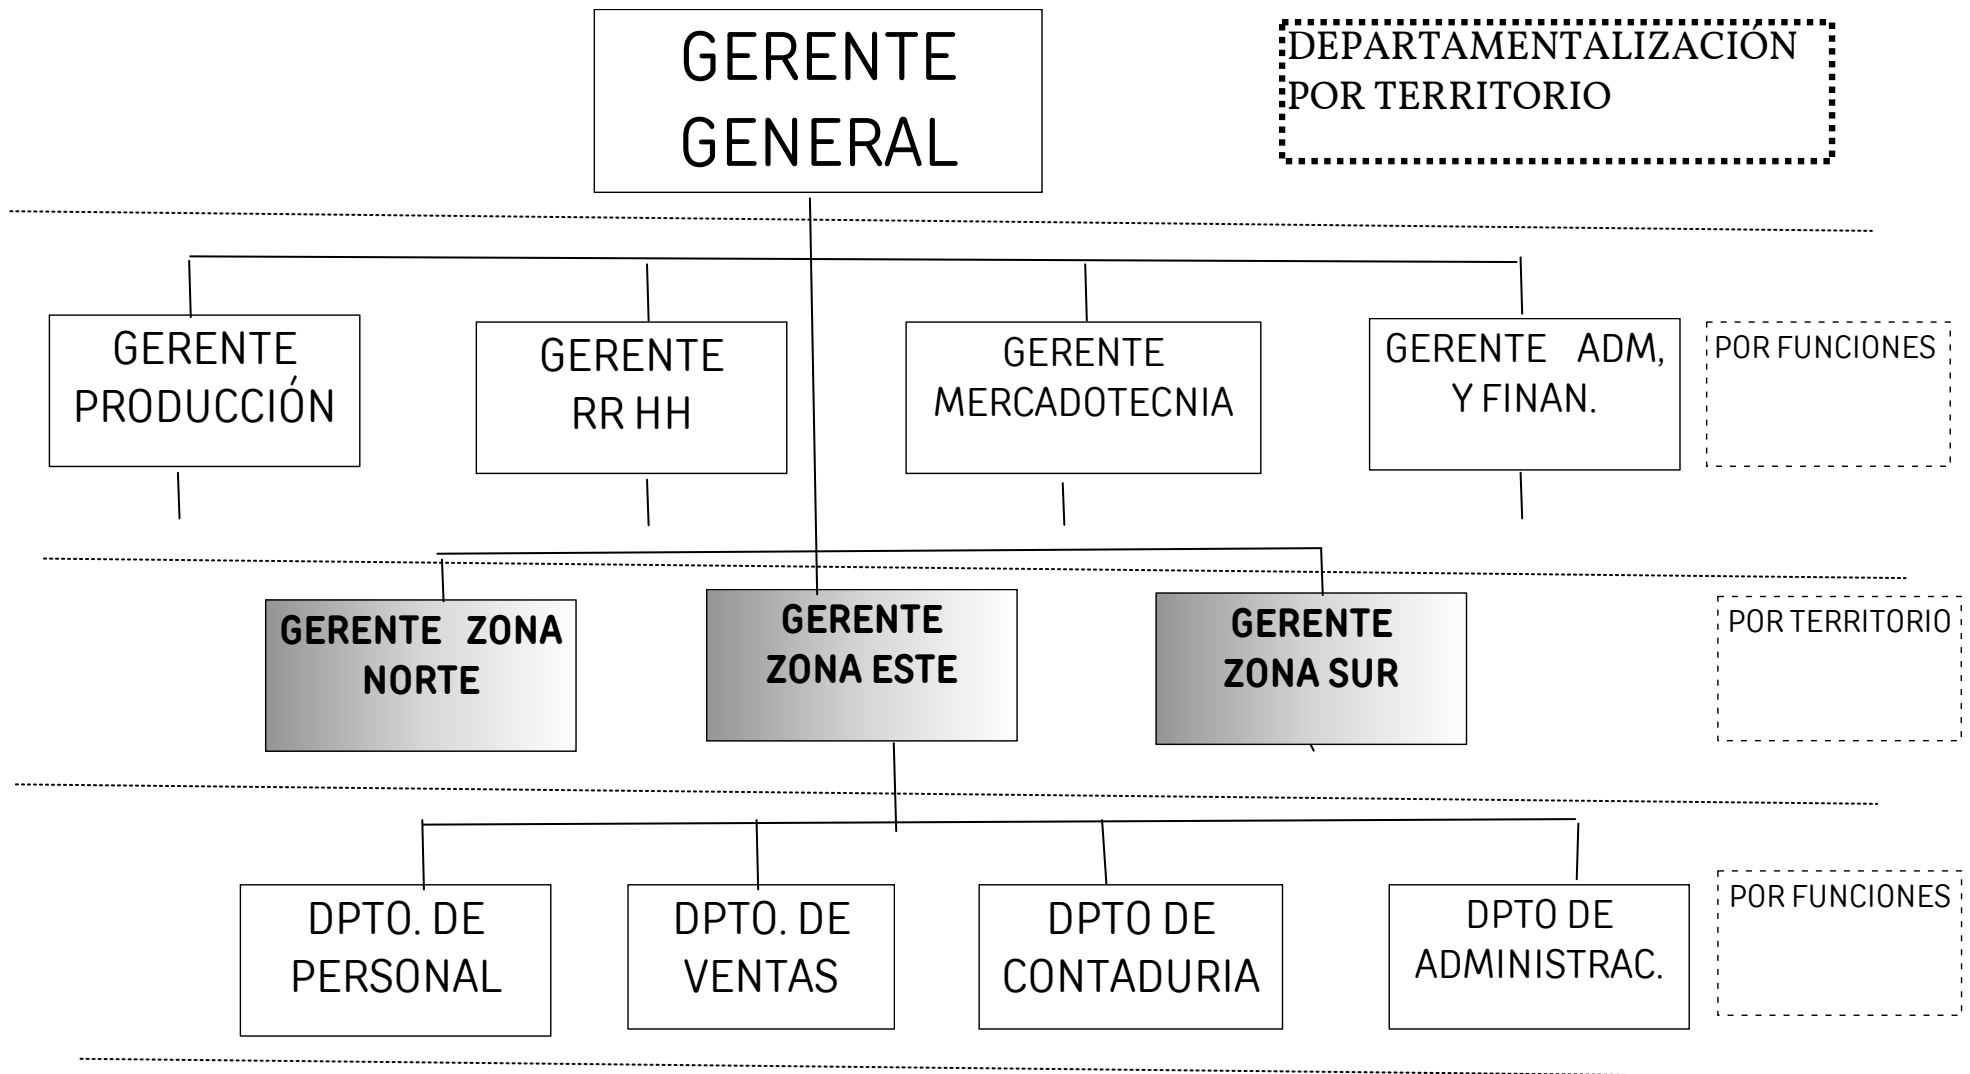 GERENTE
GENERAL
DEPARTAMENTALIZACIÓN
POR TERRITORIO
GERENTE
PRODUCCIÓN
GERENTE
RR HH
GERENTE
MERCADOTECNIA
GERENTE ADM,
Y FINAN.
POR FUNCIONES
GERENTE ZONA
NORTE
GERENTE
ZONA ESTE
GERENTE
ZONA SUR
POR TERRITORIO
DPTO. DE
PERSONAL
DPTO. DE
VENTAS
DPTO DE
CONTADURIA
DPTO DE
ADMINISTRAC.
POR FUNCIONES